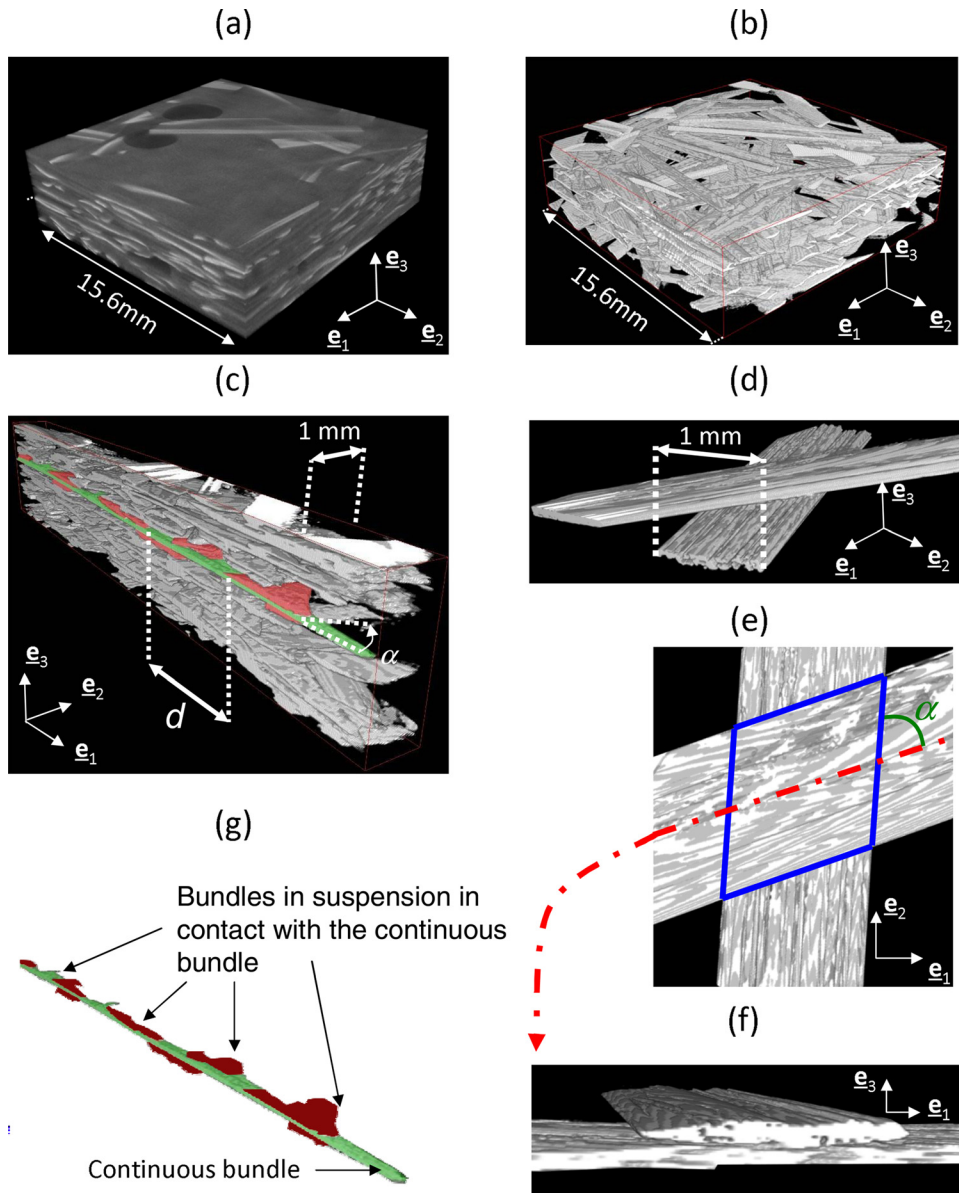 (a)
(b)
15.6mm
e3
e1
e2
15.6mm
e3
e1
e2
(c)
(d)
1 mm
α
d
e3
e2
e1
1 mm
e3
e1
e2
(e)
α
e2
e1
(g)
Bundles in suspension in
contact with the continuous
bundle
Continuous bundle
(f)
e3
e1